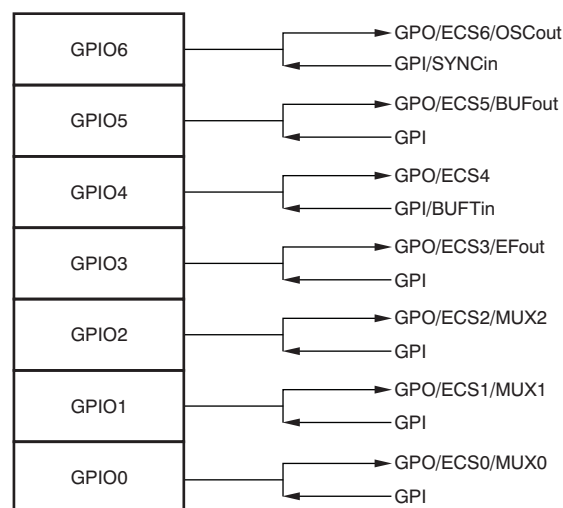 GPIO6
GPO/ECS6/OSCout
GPI/SYNCin
GPIO5
GPO/ECS5/BUFout
GPI
GPIO4
GPO/ECS4
GPI/BUFTin
GPIO3
GPO/ECS3/EFout
GPI
GPIO2
GPO/ECS2/MUX2
GPI
GPIO1
GPO/ECS1/MUX1
GPI
GPIO0
GPO/ECS0/MUX0
GPI